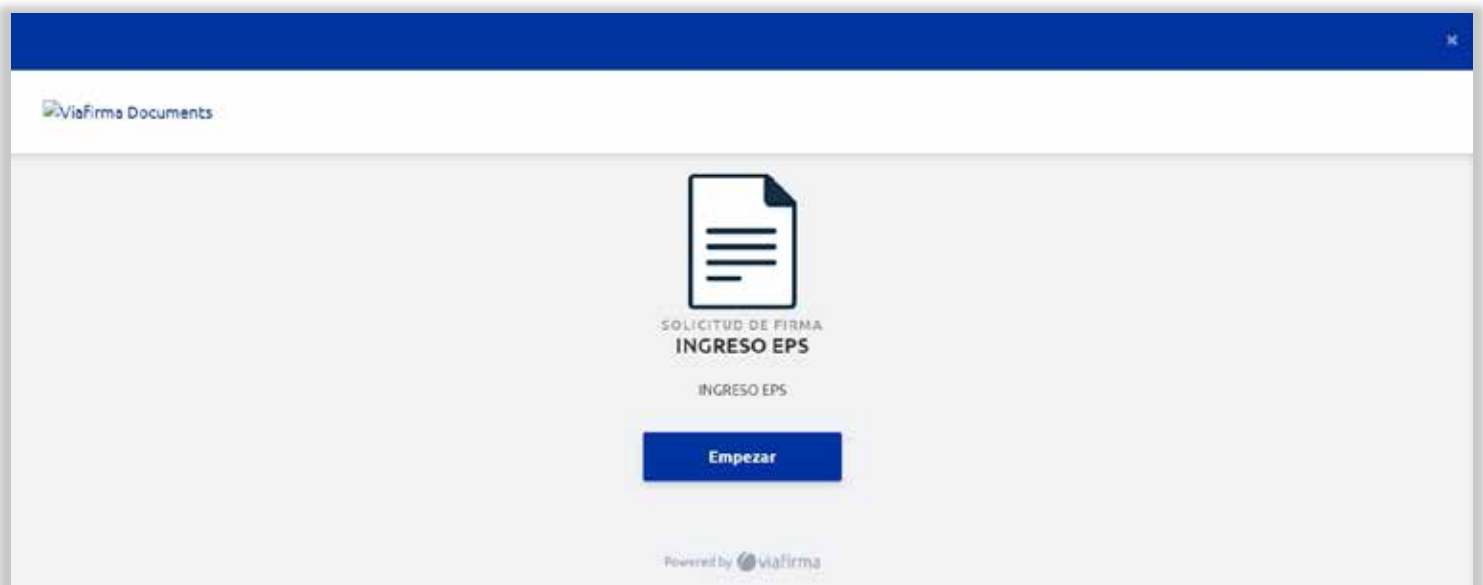 ×
Viafirma Documents
SOLICITUD DE FIRMA
INGRESO EPS
INGRESO EPS
Empezar
Powered by viafirma